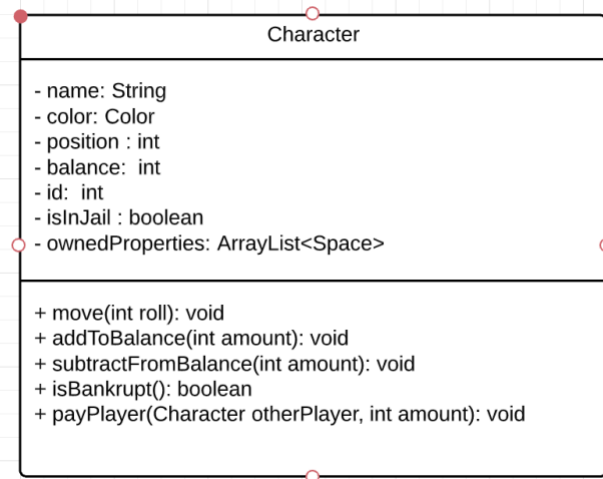 Character
- name: String
- color: Color
- position : int
- balance:  int
- id:  int
- isInJail : boolean
- ownedProperties: ArrayList<Space>
+ move(int roll): void
+ addToBalance(int amount): void
+ subtractFromBalance(int amount): void
+ isBankrupt(): boolean
+ payPlayer(Character otherPlayer, int amount): void